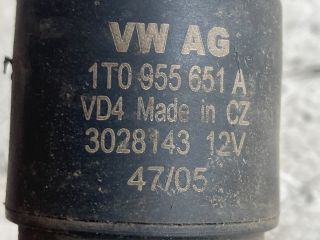 VW AG
1T0 955 651 A
VD4 Made in CZ
3028143 12V
47/05